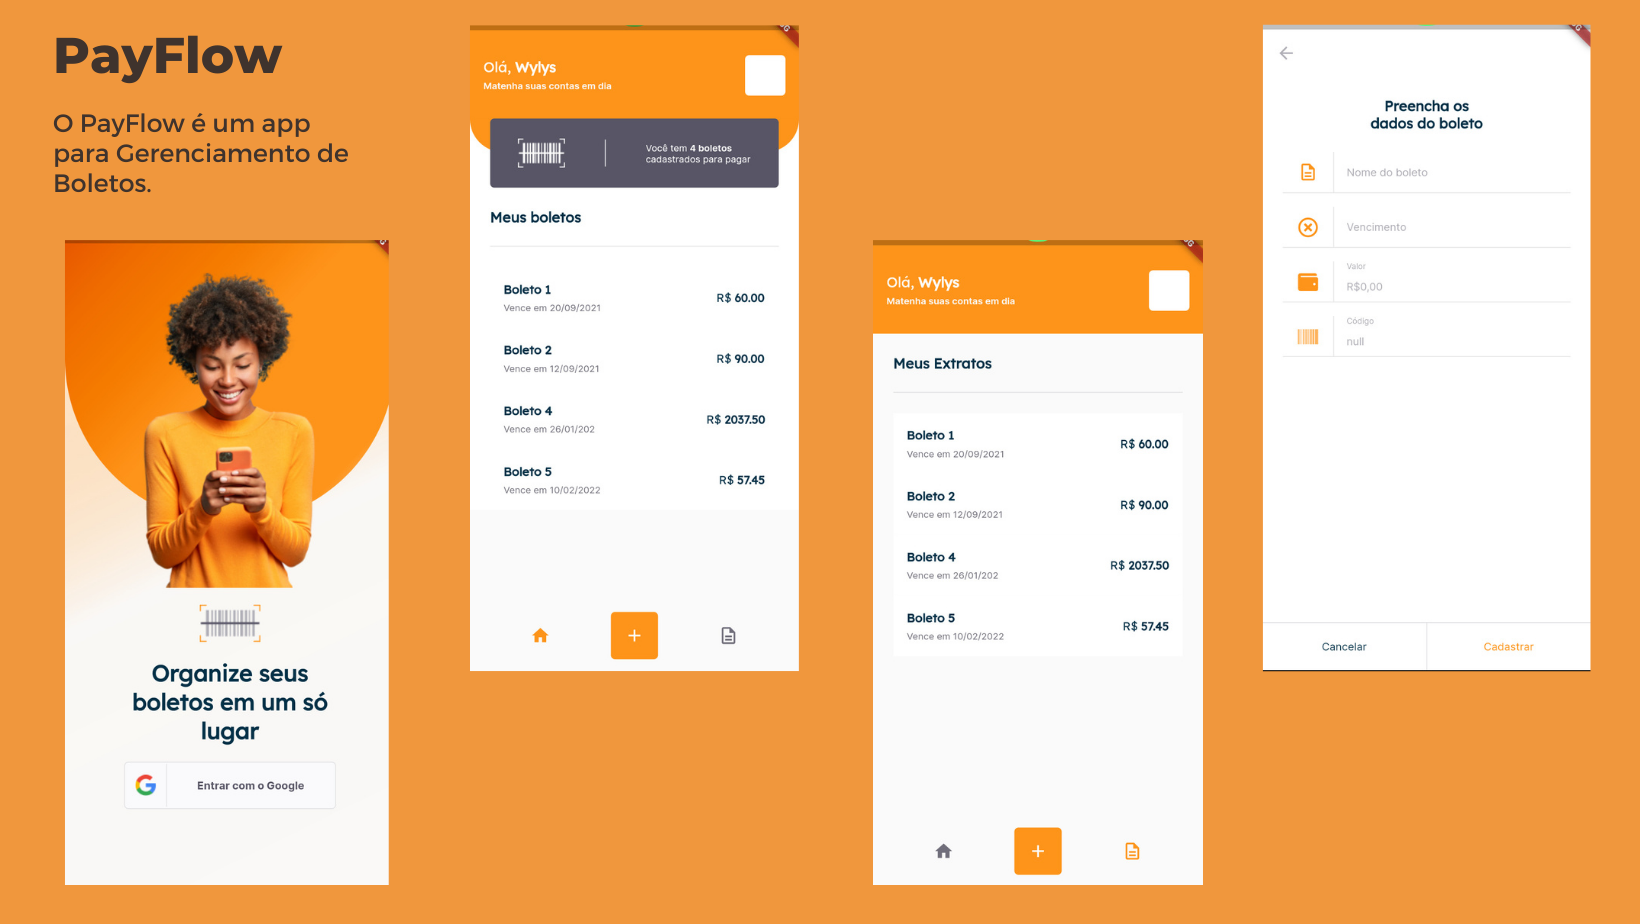 PayFlow
O PayFlow é um app
para Gerenciamento de
Boletos.
Organize seus
boletos em um só
lugar
Entrar com o Google
Olá, Wylys
Matenha suas contas em dia
Você tem 4 boletos
cadastrados para pagar
Meus boletos
Boleto 1
R$ 60.00
Vence em 20/09/2021
Boleto 2
R$ 90.00
Vence em 12/09/2021
Boleto 4
R$ 2037.50
Vence em 26/01/202
Boleto 5
R$ 57.45
Vence em 10/02/2022
Olá, Wylys
Matenha suas contas em dia
Meus Extratos
Boleto 1
R$ 60.00
Vence em 20/09/2021
Boleto 2
R$ 90.00
Vence em 12/09/2021
Boleto 4
R$ 2037.50
Vence em 26/01/202
Boleto 5
R$ 57.45
Vence em 10/02/2022
Preencha os
dados do boleto
Nome do boleto
Vencimento
Valor
R$0,00
Código
null
Cancelar
Cadastrar